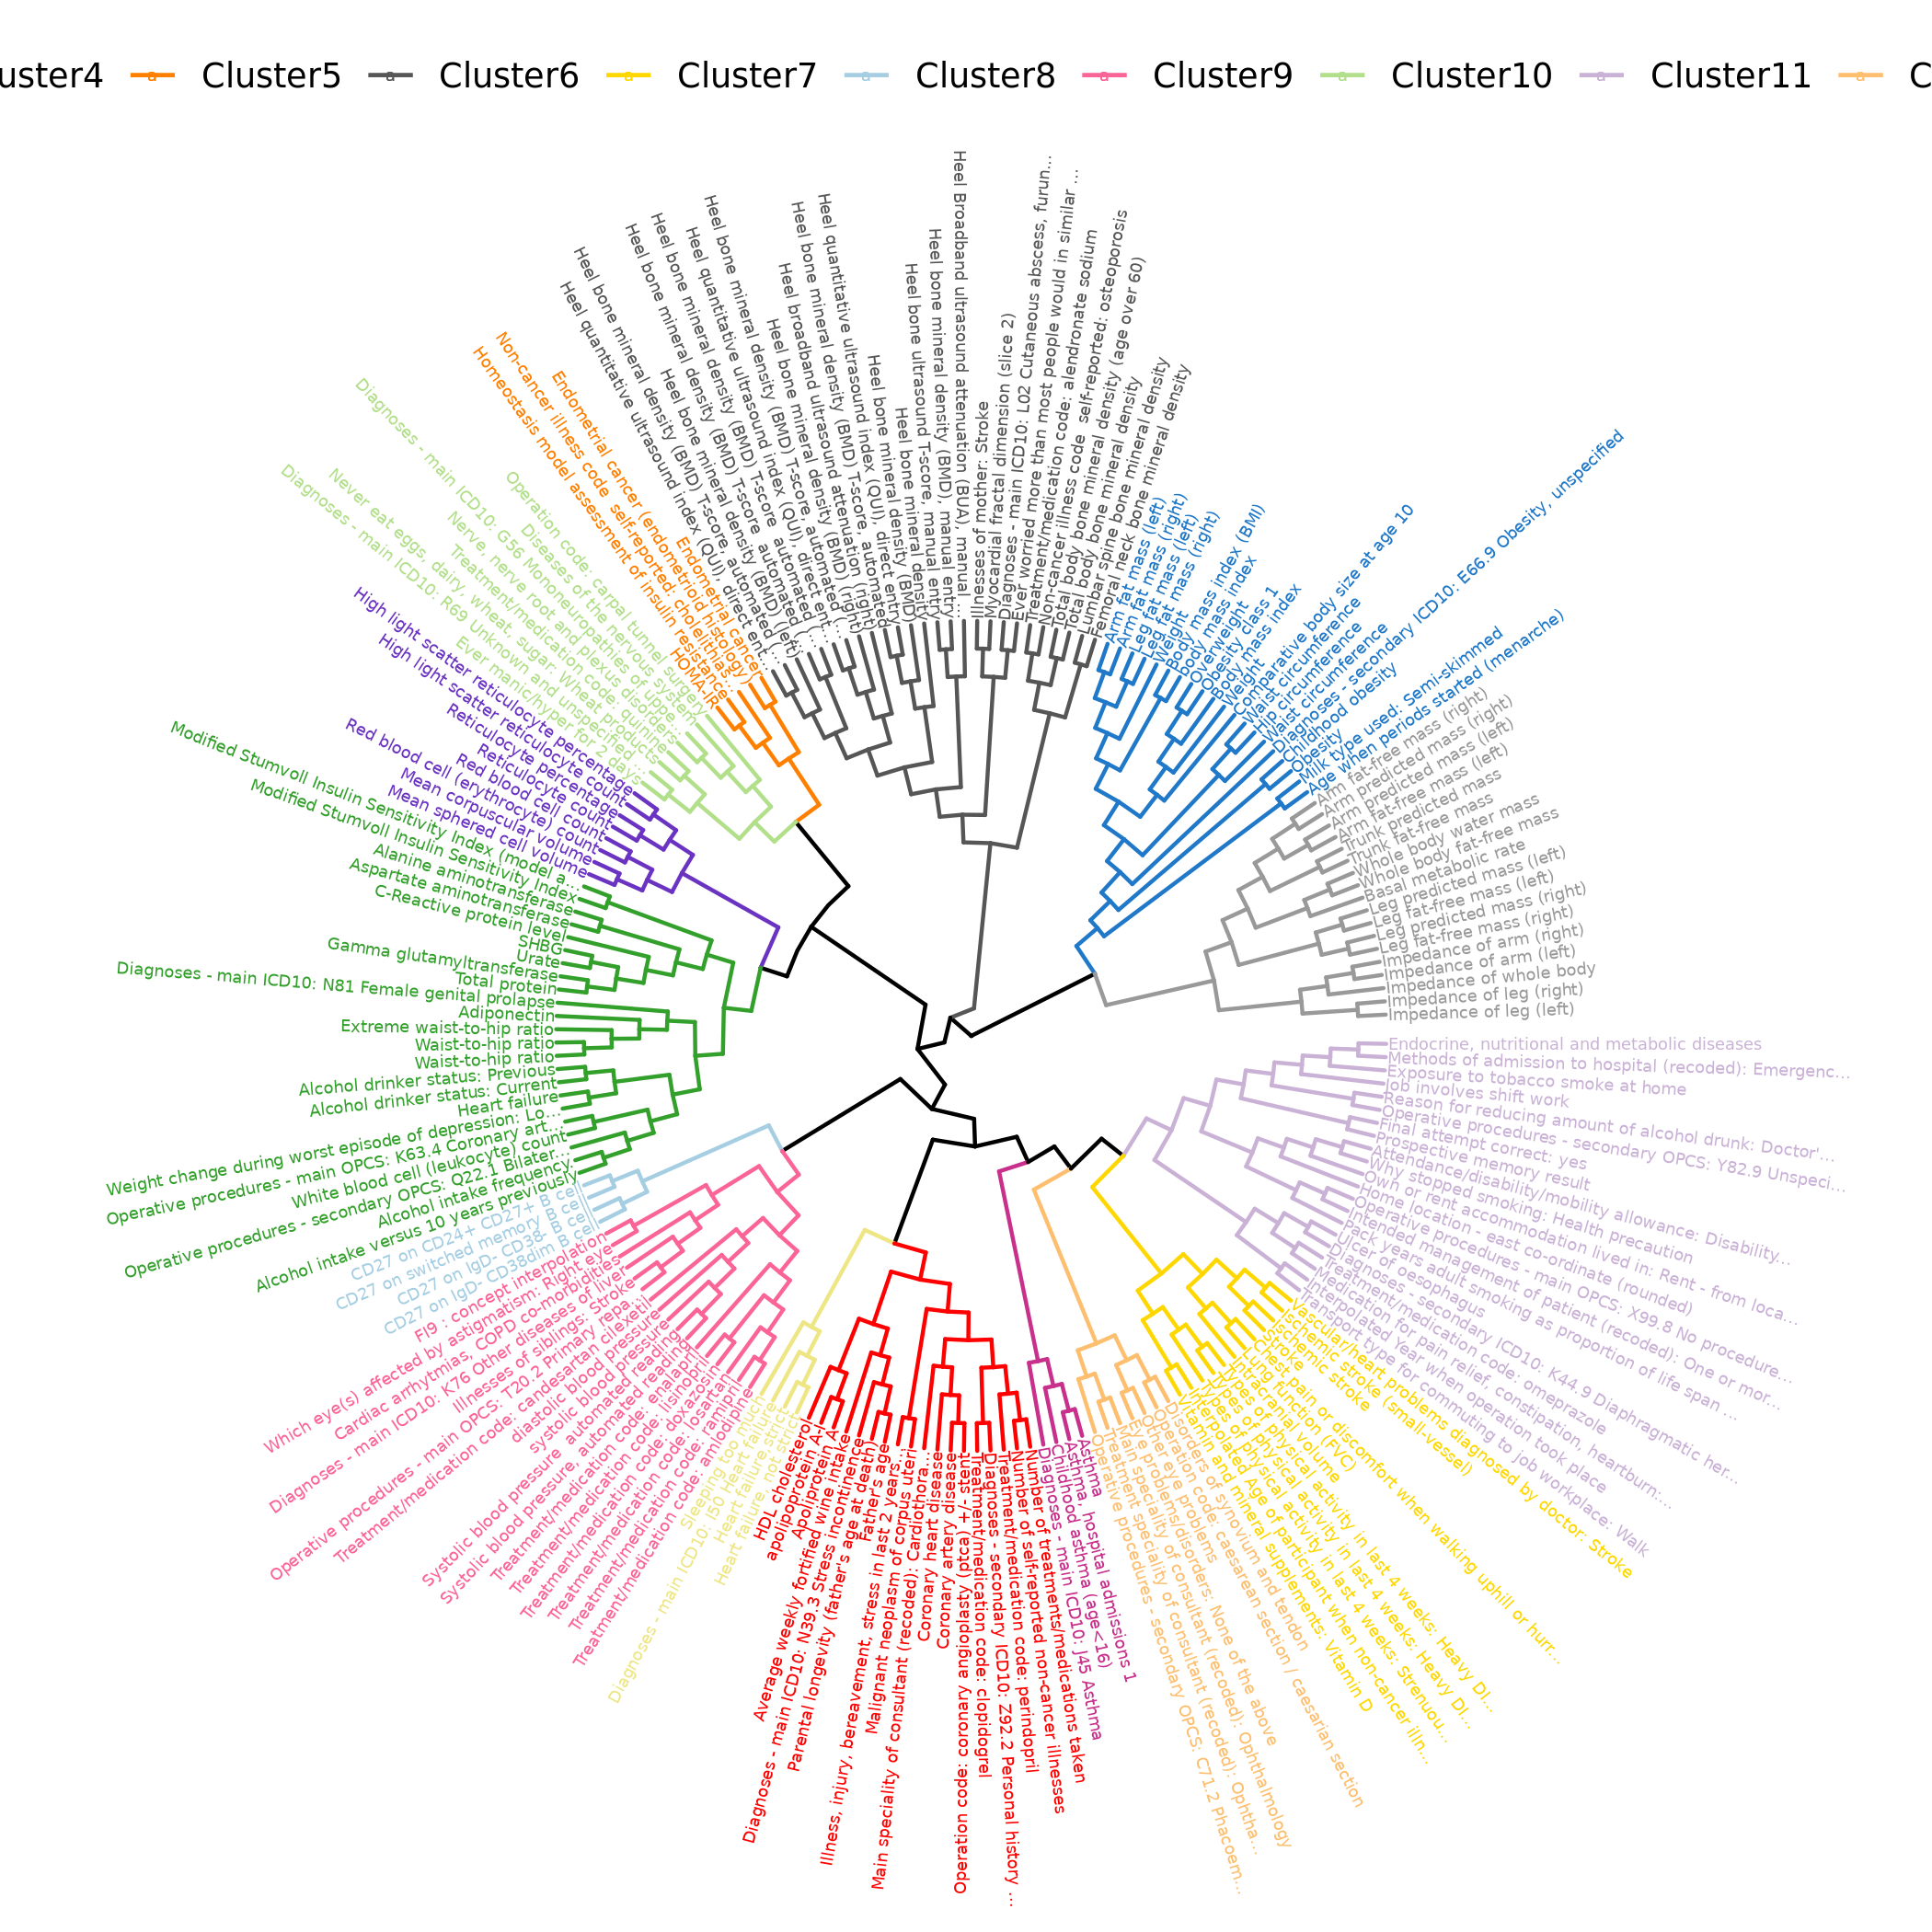 uster4
a
Cluster5
a
Cluster6
a
Cluster7
a
Cluster8
a
Cluster9
a
Cluster10
a
Cluster11
a
C
Heel Broadband ultrasound attenuation (BUA), manual ...
Illnesses of mother: Stroke
Myocardial fractal dimension (slice 2)
Diagnoses - main ICD10: L02 Cutaneous abscess, furun...
Ever worried more than most people would in similar ...
Treatment/medication code: alendronate sodium
Non-cancer illness code self-reported: osteoporosis
Total body bone mineral density (age over 60)
Total body bone mineral density
Lumbar spine bone mineral density
Femoral neck bone mineral density
Arm fat mass (left)
Arm fat mass (right)
Leg fat mass (left)
Leg fat mass (right)
Weight
Body mass index (BMI)
Body mass index
Overweight
Obesity class 1
Body mass index
Weight
Comparative body size at age 10
Waist circumference
Hip circumference
Waist circumference
Diagnoses - secondary ICD10: E66.9 Obesity, unspecified
Childhood obesity
Obesity
Milk type used: Semi-skimmed
Age when periods started (menarche)
Arm fat-free mass (right)
Arm predicted mass (right)
Arm predicted mass (left)
Arm fat-free mass (left)
Trunk predicted mass
Trunk fat-free mass
Whole body water mass
Whole body fat-free mass
Basal metabolic rate
Leg predicted mass (left)
Leg fat-free mass (left)
Leg predicted mass (right)
Leg fat-free mass (right)
Impedance of arm (right)
Impedance of arm (left)
Impedance of whole body
Impedance of leg (right)
Impedance of leg (left)
Endocrine, nutritional and metabolic diseases
Methods of admission to hospital (recoded): Emergenc...
Exposure to tobacco smoke at home
Job involves shift work
Reason for reducing amount of alcohol drunk: Doctor'...
Operative procedures - secondary OPCS: Y82.9 Unspeci...
Final attempt correct: yes
Prospective memory result
Attendance/disability/mobility allowance: Disability...
Why stopped smoking: Health precaution
Own or rent accommodation lived in: Rent - from loca...
Home location - east co-ordinate (rounded)
Operative procedures - main OPCS: X99.8 No procedure...
Intended management of patient (recoded): One or mor...
Pack years adult smoking as proportion of life span ...
Ulcer of oesophagus
Diagnoses - secondary ICD10: K44.9 Diaphragmatic her...
Treatment/medication code: omeprazole
Medication for pain relief, constipation, heartburn:...
Interpolated Year when operation took place
Transport type for commuting to job workplace: Walk
Vascular/heart problems diagnosed by doctor: Stroke
Ischemic stroke (small-vessel)
Ischemic stroke
Stroke
Chest pain or discomfort when walking uphill or hurr...
Lung function (FVC)
Intracranial volume
Types of physical activity in last 4 weeks: Heavy DI...
Types of physical activity in last 4 weeks: Heavy DI...
Types of physical activity in last 4 weeks: Strenuou...
Interpolated Age of participant when non-cancer illn...
Vitamin and mineral supplements: Vitamin D
Disorders of synovium and tendon
Operation code: caesarean section / caesarian section
Other eye problems
Eye problems/disorders: None of the above
Main speciality of consultant (recoded): Ophthalmology
Treatment speciality of consultant (recoded): Ophtha...
Operative procedures - secondary OPCS: C71.2 Phacoem...
Asthma
Asthma, hospital admissions 1
Childhood asthma (age<16)
Diagnoses - main ICD10: J45 Asthma
Number of treatments/medications taken
Number of self-reported non-cancer illnesses
Treatment/medication code: perindopril
Diagnoses - secondary ICD10: Z92.2 Personal history ...
Treatment/medication code: clopidogrel
Operation code: coronary angioplasty (ptca) +/- stent
Coronary artery disease
Coronary heart disease
Main speciality of consultant (recoded): Cardiothora...
Malignant neoplasm of corpus uteri
Illness, injury, bereavement, stress in last 2 years...
Father's age
Parental longevity (father's age at death)
Diagnoses - main ICD10: N39.3 Stress incontinence
Average weekly fortified wine intake
Apoliprotein A
apolipoprotein A-I
HDL cholesterol
Heart failure, not strict
Heart failure, strict
Diagnoses - main ICD10: I50 Heart failure
Sleeping too much
Treatment/medication code: amlodipine
Treatment/medication code: ramipril
Treatment/medication code: losartan
Treatment/medication code: doxazosin
Treatment/medication code: lisinopril
Treatment/medication code: enalapril
Systolic blood pressure, automated reading
Systolic blood pressure automated reading
systolic blood pressure
diastolic blood pressure
Treatment/medication code: candesartan cilexetil
Operative procedures - main OPCS: T20.2 Primary repa...
Illnesses of siblings: Stroke
Diagnoses - main ICD10: K76 Other diseases of liver
Cardiac arrhythmias, COPD co-morbidities
Which eye(s) affected by astigmatism: Right eye
FI9 : concept interpolation
CD27 on IgD- CD38dim B cell
CD27 on IgD- CD38- B cell
CD27 on switched memory B cell
CD27 on CD24+ CD27+ B cell
Alcohol intake versus 10 years previously
Alcohol intake frequency.
Operative procedures - secondary OPCS: Q22.1 Bilater...
White blood cell (leukocyte) count
Operative procedures - main OPCS: K63.4 Coronary art...
Weight change during worst episode of depression: Lo...
Heart failure
Alcohol drinker status: Current
Alcohol drinker status: Previous
Waist-to-hip ratio
Waist-to-hip ratio
Extreme waist-to-hip ratio
Adiponectin
Diagnoses - main ICD10: N81 Female genital prolapse
Total protein
Gamma glutamyltransferase
Urate
SHBG
C-Reactive protein level
Aspartate aminotransferase
Alanine aminotransferase
Modified Stumvoll Insulin Sensitivity Index
Modified Stumvoll Insulin Sensitivity Index (model a...
Mean sphered cell volume
Mean corpuscular volume
Red blood cell (erythrocyte) count
Red blood cell count
Reticulocyte count
Reticulocyte percentage
High light scatter reticulocyte count
High light scatter reticulocyte percentage
Ever manic/hyper for 2 days
Diagnoses - main ICD10: R69 Unknown and unspecified ...
Never eat eggs, dairy, wheat, sugar: Wheat products
Treatment/medication code: quinine
Nerve, nerve root and plexus disorders
Diagnoses - main ICD10: G56 Mononeuropathies of uppe...
Diseases of the nervous system
Operation code: carpal tunnel surgery
HOMA-IR
Homeostasis model assessment of insulin resistance
Non-cancer illness code self-reported: cholelithias...
Endometrial cancer (endometrioid histology)
Endometrial cancer
Heel quantitative ultrasound index (QUI), direct ent...
Heel bone mineral density (BMD) T-score, automated (...
Heel bone mineral density (BMD) (left)
Heel bone mineral density (BMD) T-score automated (...
Heel bone mineral density (BMD) T-score automated ...
Heel quantitative ultrasound index (QUI), direct ent...
Heel bone mineral density (BMD) T-score, automated (...
Heel bone mineral density (BMD) (right)
Heel broadband ultrasound attenuation (right)
Heel bone mineral density (BMD) T-score, automated
Heel quantitative ultrasound index (QUI), direct entry
Heel bone mineral density (BMD)
Heel bone mineral density
Heel bone ultrasound T-score, manual entry
Heel bone mineral density (BMD), manual entry